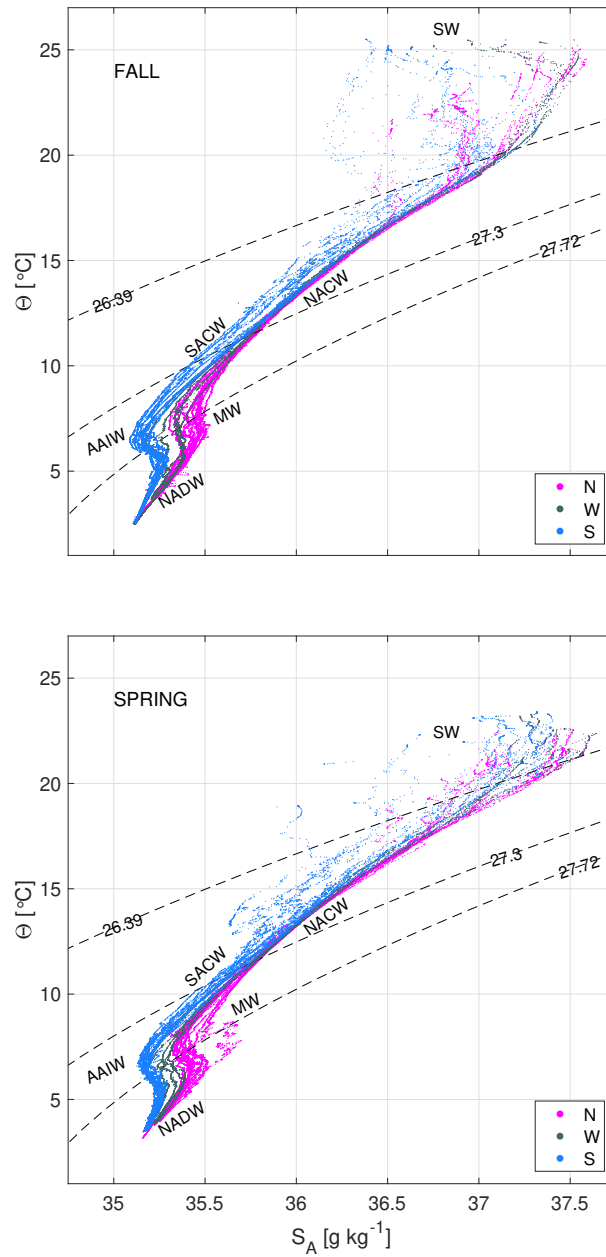 SW
25
FALL
20
Θ [°C]
15
26.39
27.3
27.72
NACW
SACW
10
MW
AAIW
5
NADW
N
W
S
25
SPRING
SW
20
Θ [°C]
15
26.39
27.3
27.72
NACW
SACW
10
MW
AAIW
5
NADW
N
W
S
35 35.5 36 36.5 37 37.5
S_A [g kg⁻¹]